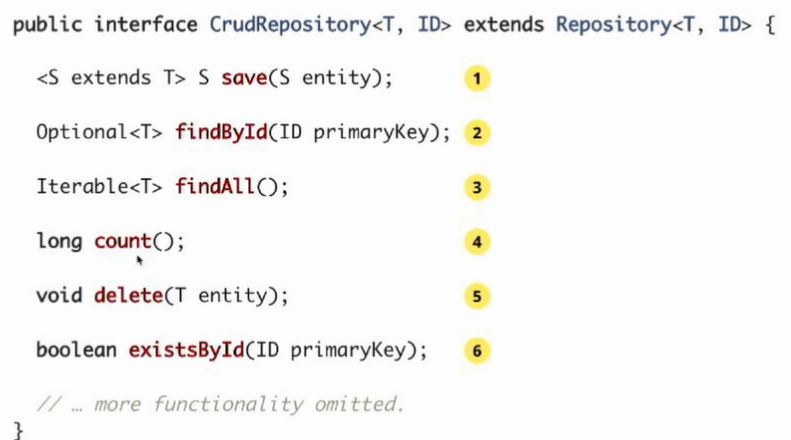 public interface CrudRepository<T, ID> extends Repository<T, ID> {
<S extends T> S save(S entity); 1
Optional<T> findById(ID primaryKey); 2
Iterable<T> findAll(); 3
long count(); 4
void delete(T entity); 5
boolean existsById(ID primaryKey); 6
// … more functionality omitted.
}